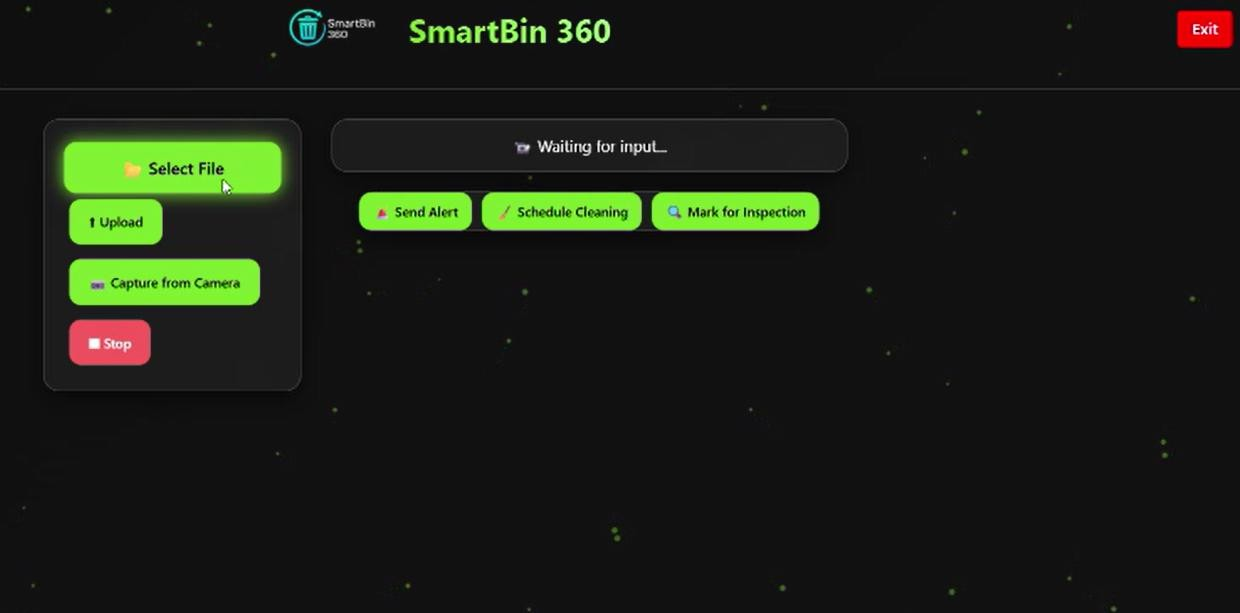 SmartBin
360
SmartBin 360
Exit
Select File
Upload
Capture from Camera
Stop
Waiting for input...
Send Alert
Schedule Cleaning
Mark for Inspection